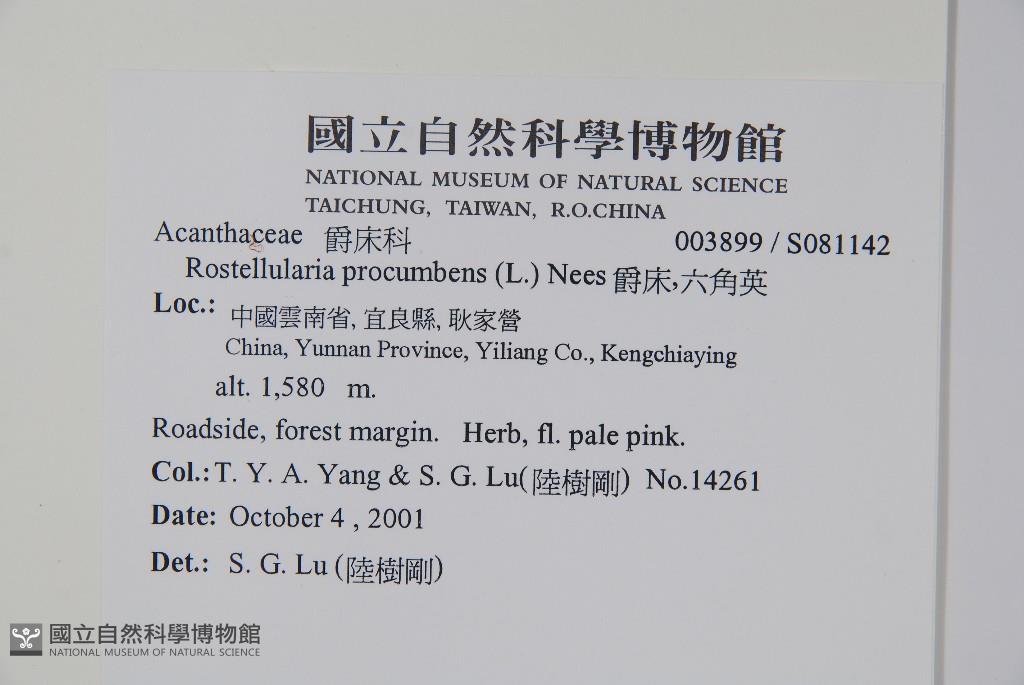 國立自然科學博物館
NATIONAL MUSEUM OF NATURAL SCIENCE
TAICHUNG, TAIWAN, R.O.CHINA
Acanthaceae 爵床科 003899 / S081142
Rostellularia procumbens (L.) Nees 爵床,六角英
Loc.: 中國雲南省, 宜良縣, 耿家營
China, Yunnan Province, Yiliang Co., Kengchiaying
alt. 1,580 m.
Roadside, forest margin. Herb, fl. pale pink.
Col.: T. Y. A. Yang & S. G. Lu(陸樹剛) No.14261
Date: October 4 , 2001
Det.: S. G. Lu (陸樹剛)
國立自然科學博物館
NATIONAL MUSEUM OF NATURAL SCIENCE